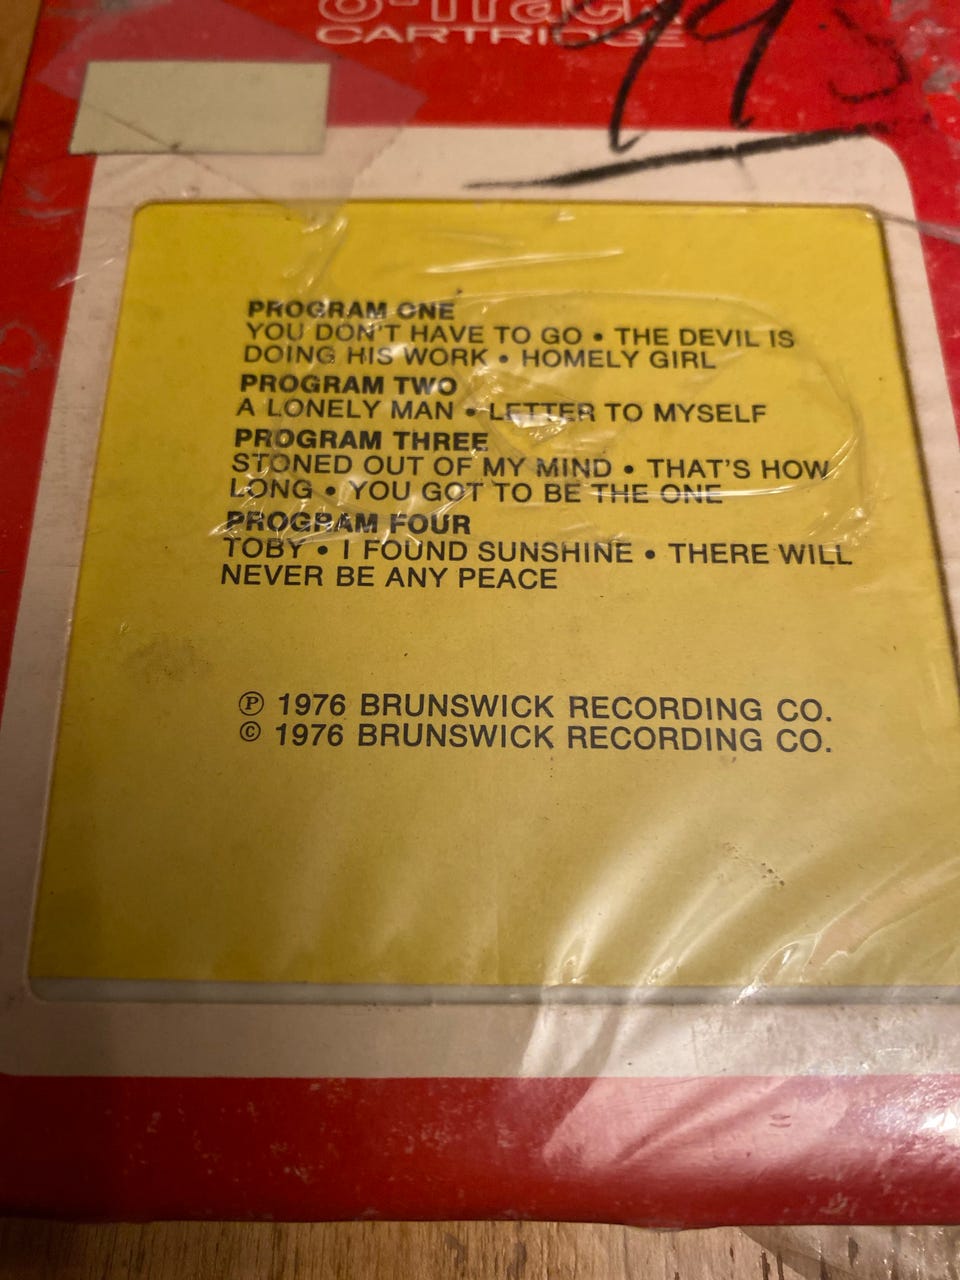 8-Track
CARTRIDGE
PROGRAM ONE
YOU DON'T HAVE TO GO • THE DEVIL IS
DOING HIS WORK • HOMELY GIRL
PROGRAM TWO
A LONELY MAN • LETTER TO MYSELF
PROGRAM THREE
STONED OUT OF MY MIND • THAT'S HOW
LONG • YOU GOT TO BE THE ONE
PROGRAM FOUR
TOBY • I FOUND SUNSHINE • THERE WILL
NEVER BE ANY PEACE
℗ 1976 BRUNSWICK RECORDING CO.
© 1976 BRUNSWICK RECORDING CO.